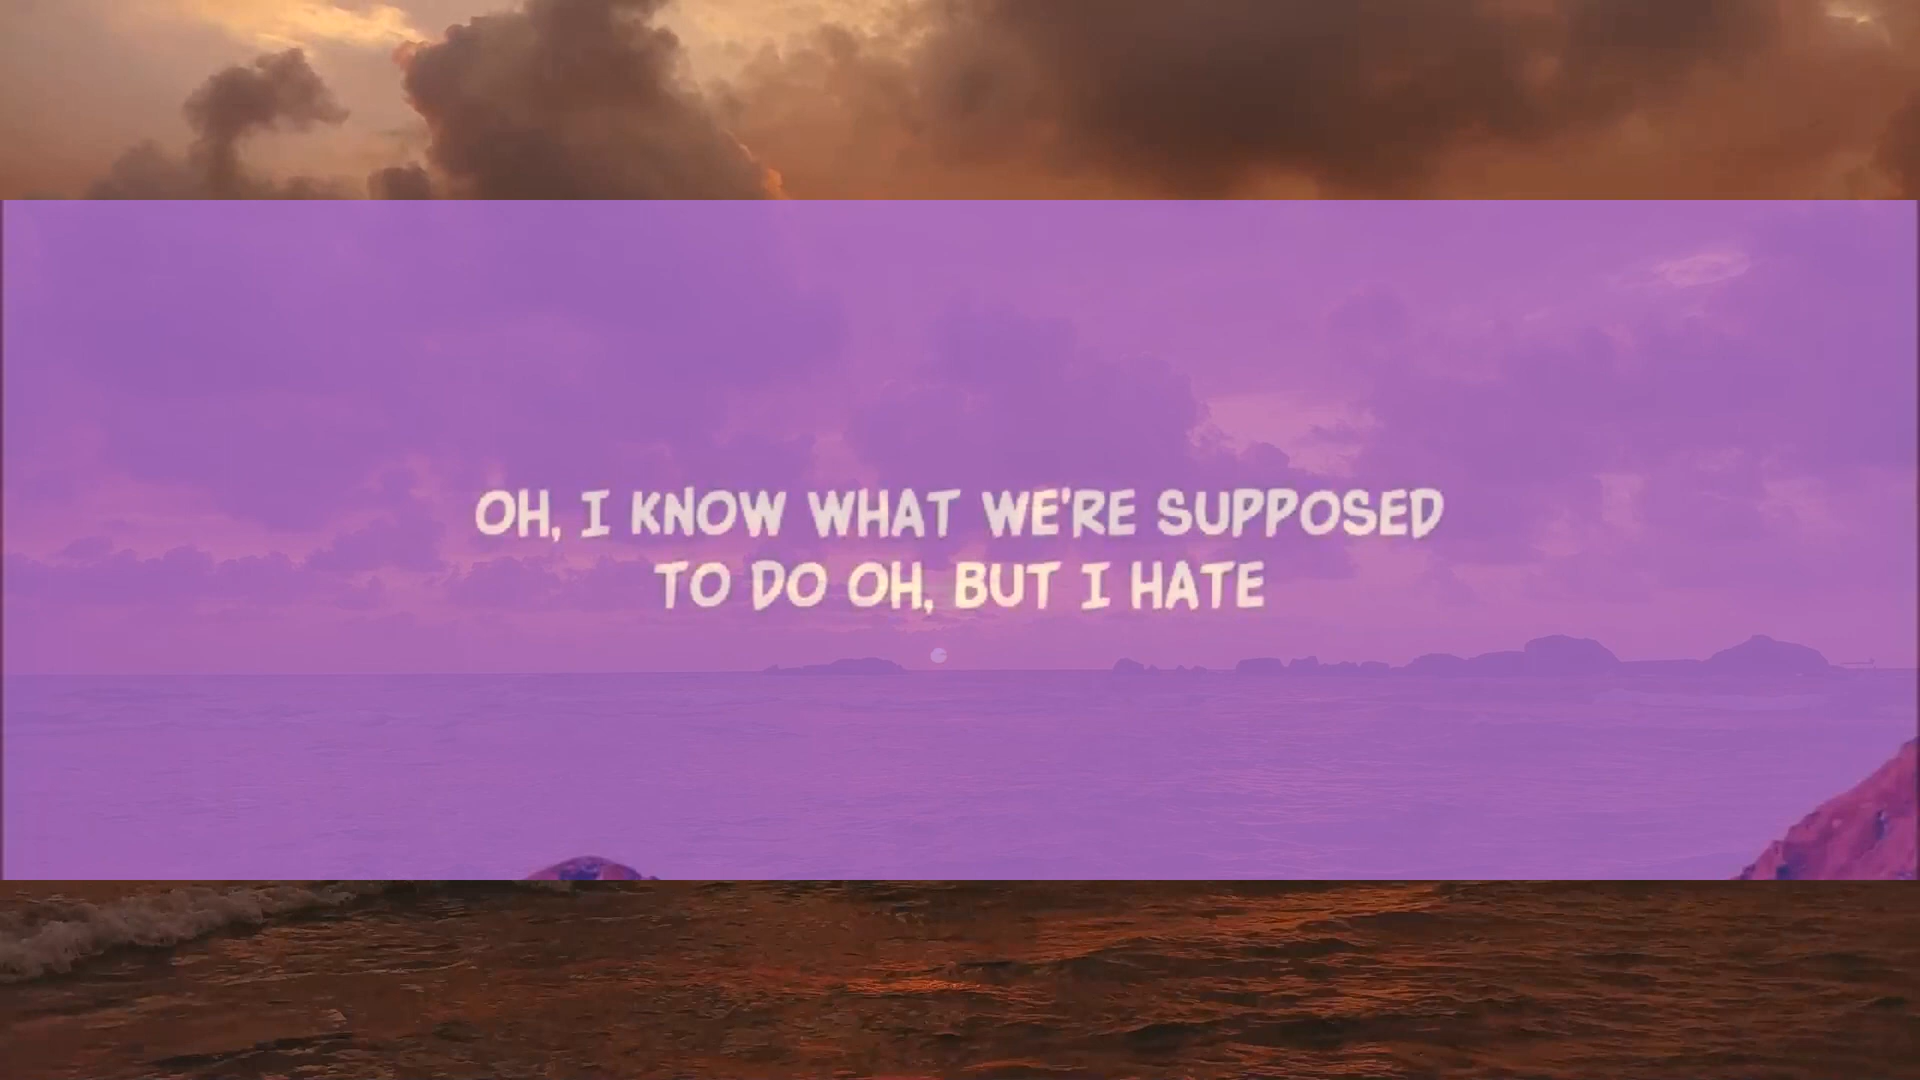 OH, I KNOW WHAT WE'RE SUPPOSED
TO DO OH, BUT I HATE